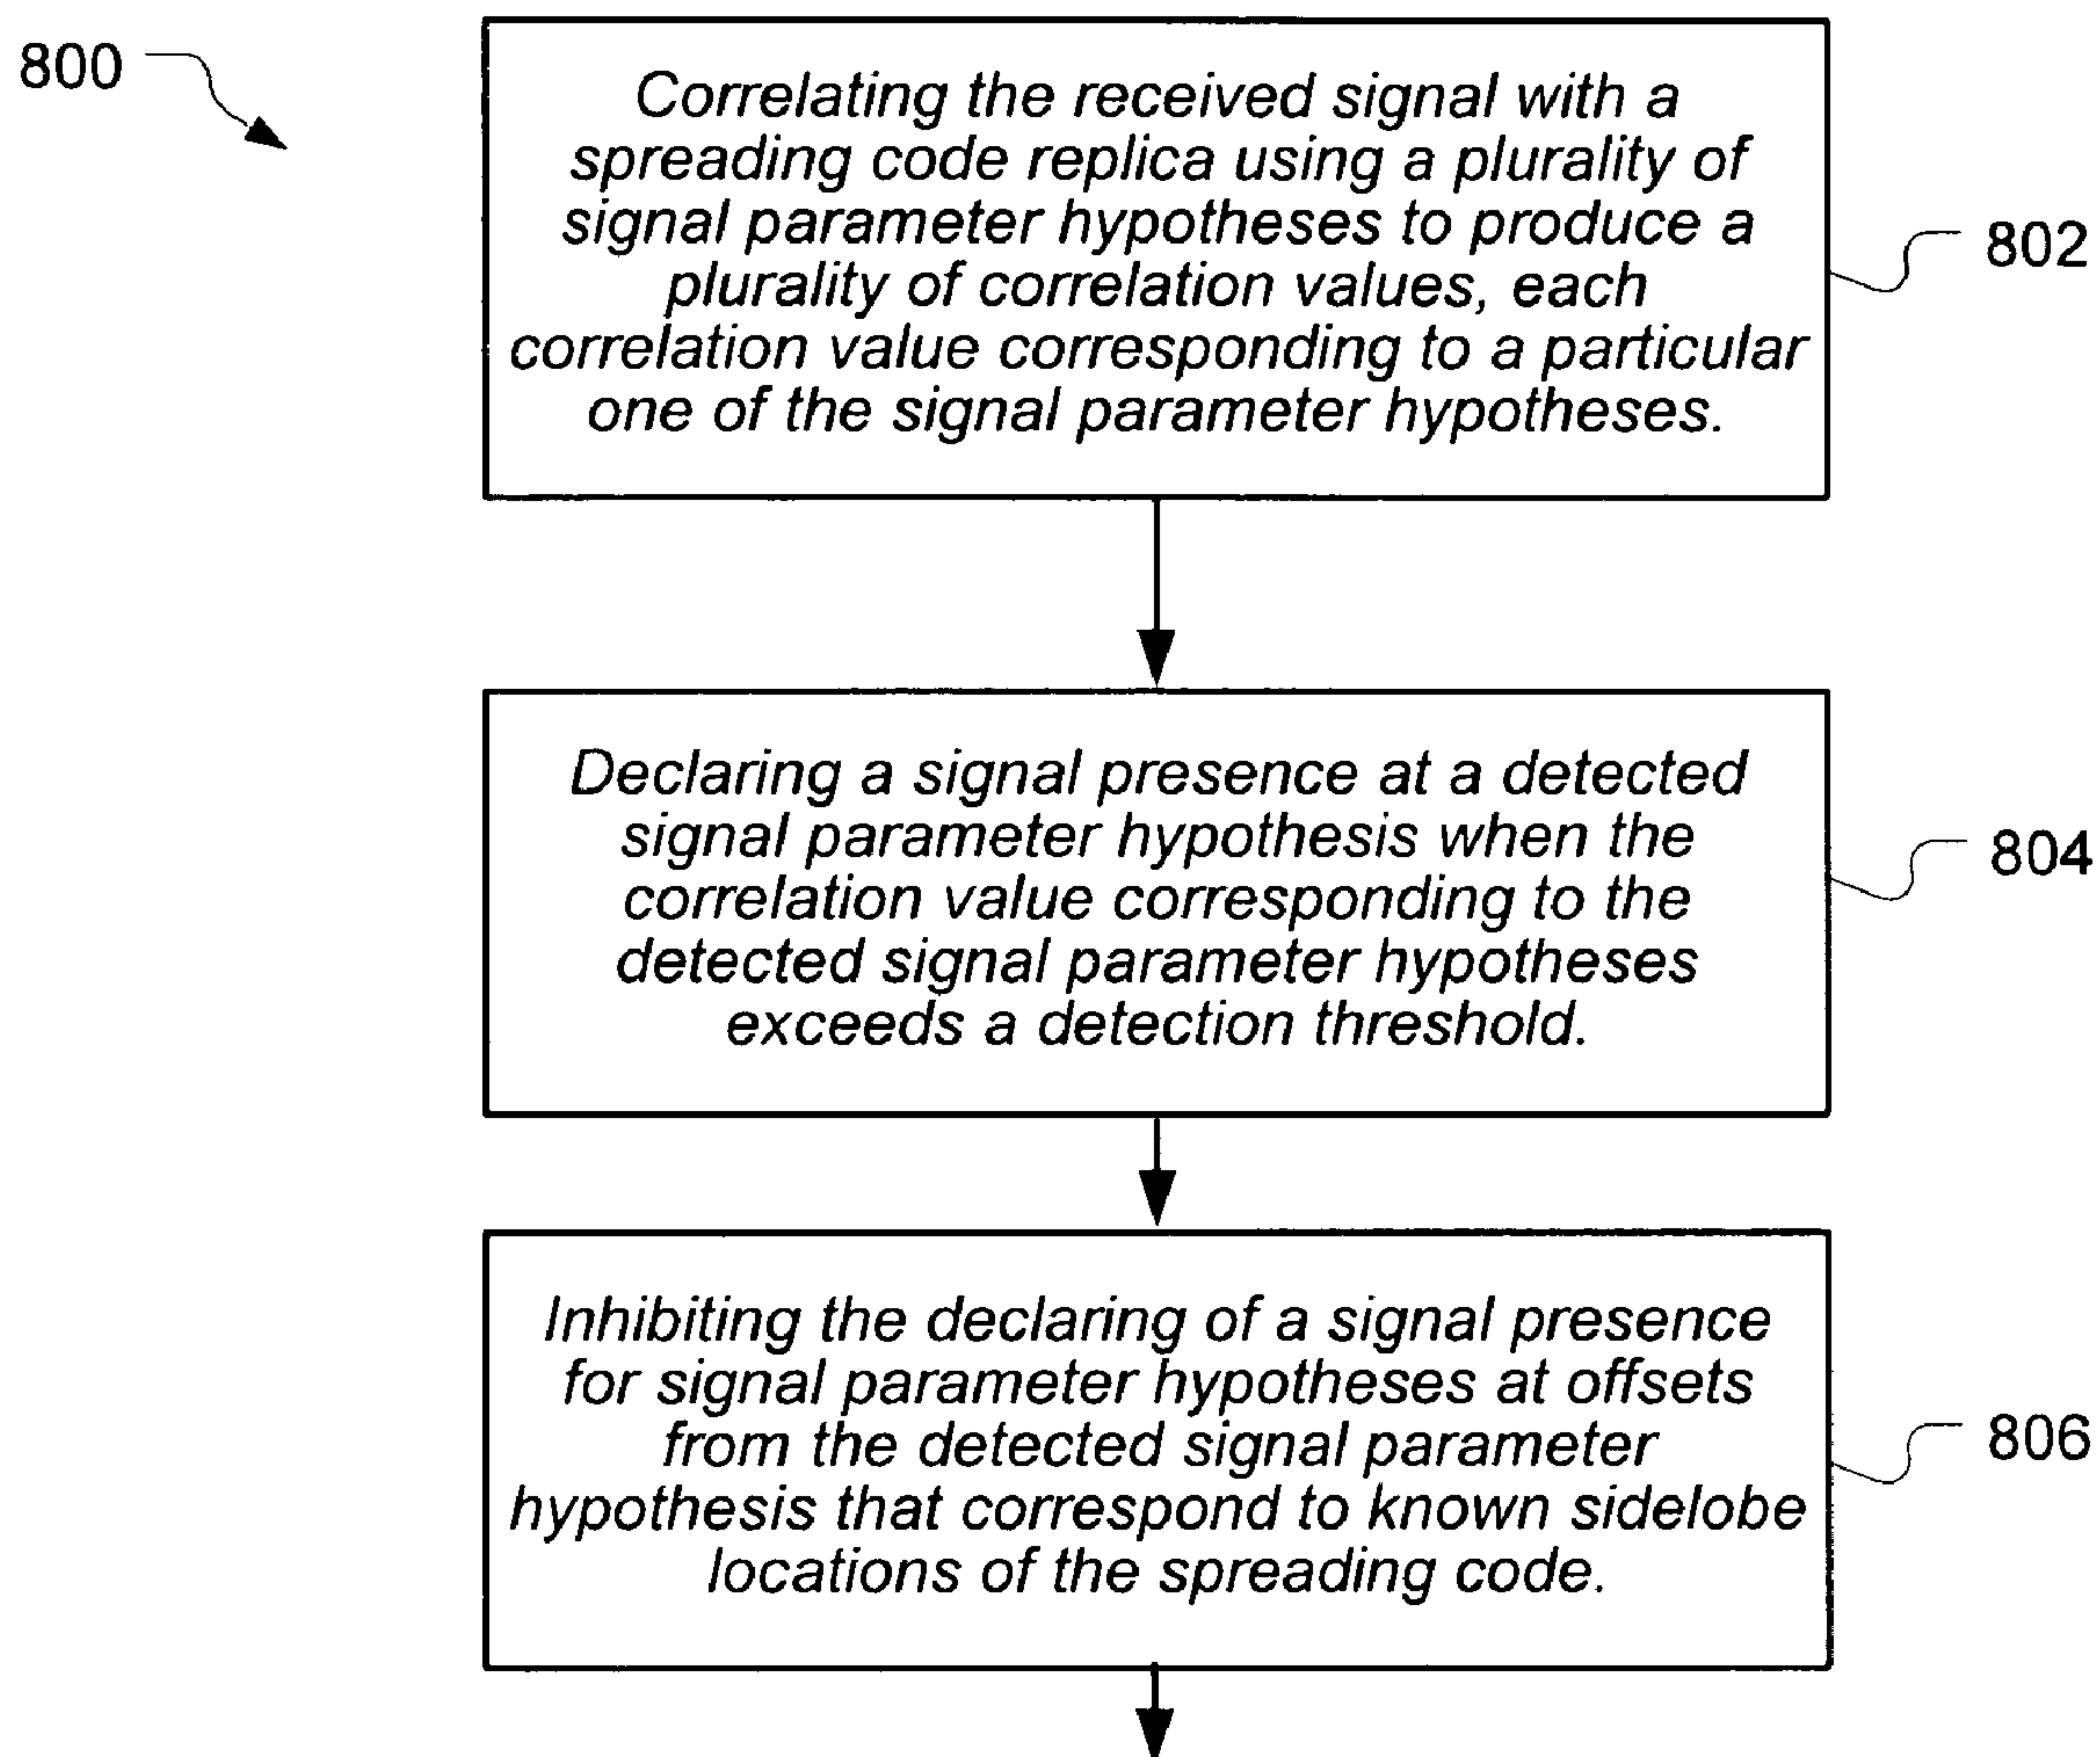 800
Correlating the received signal with a
spreading code replica using a plurality of
signal parameter hypotheses to produce a
plurality of correlation values, each
correlation value corresponding to a particular
one of the signal parameter hypotheses.
802
Declaring a signal presence at a detected
signal parameter hypothesis when the
correlation value corresponding to the
detected signal parameter hypotheses
exceeds a detection threshold.
804
Inhibiting the declaring of a signal presence
for signal parameter hypotheses at offsets
from the detected signal parameter
hypothesis that correspond to known sidelobe
locations of the spreading code.
806